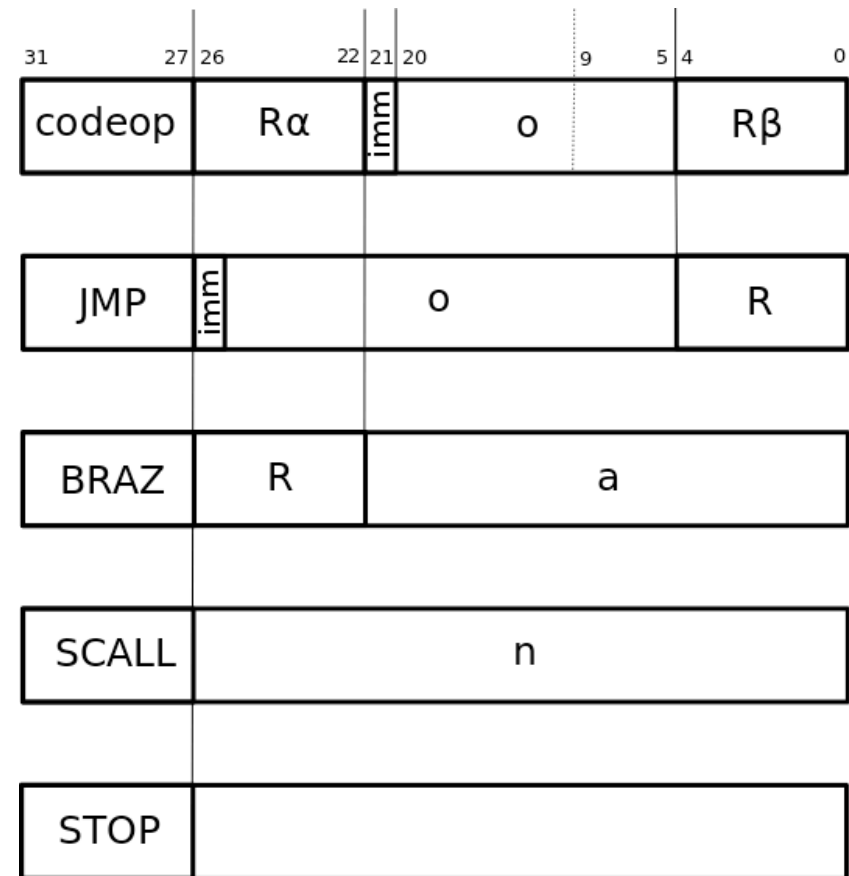 31 27 26 22 21 20 9 5 4 0
codeop Rα imm o Rβ
JMP imm o R
BRAZ R a
SCALL n
STOP